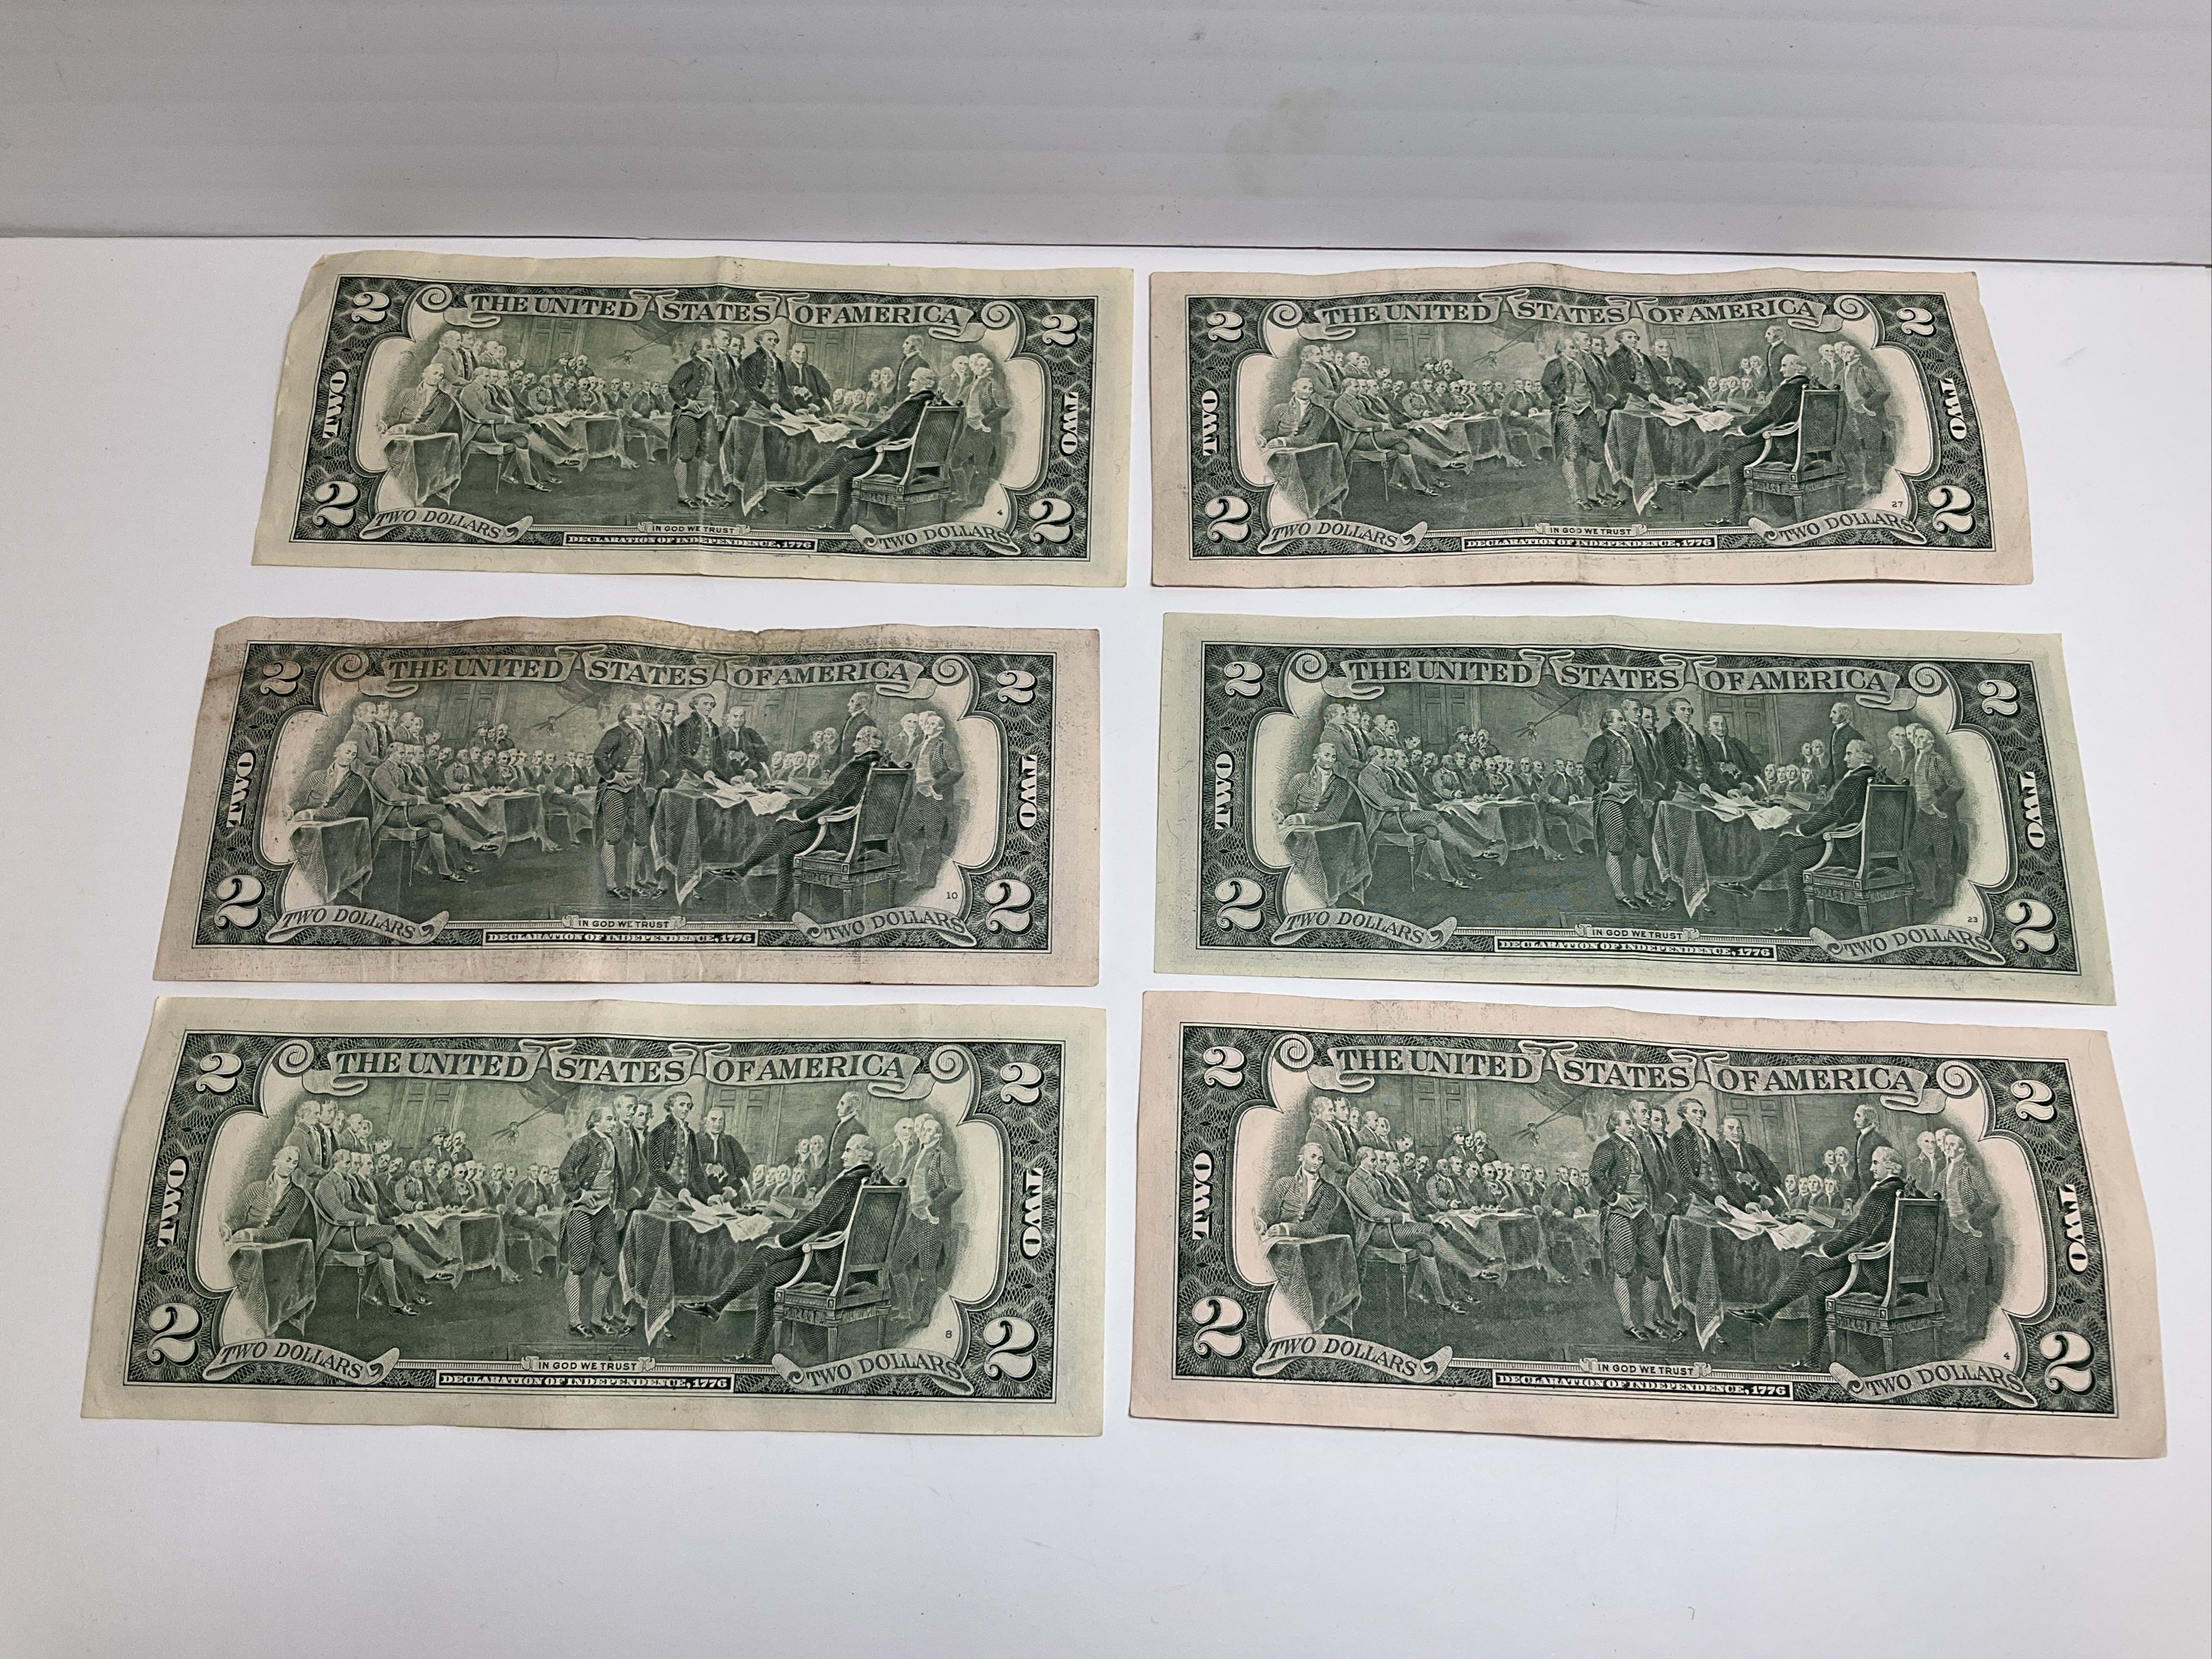 2 THE UNITED STATES OF AMERICA 2
TWO TWO
4
2 TWO DOLLARS IN GOD WE TRUST TWO DOLLARS 2
DECLARATION OF INDEPENDENCE, 1776
2 THE UNITED STATES OF AMERICA 2
TWO TWO
27
2 TWO DOLLARS IN GOD WE TRUST TWO DOLLARS 2
DECLARATION OF INDEPENDENCE, 1776
2 THE UNITED STATES OF AMERICA 2
TWO TWO
10
2 TWO DOLLARS IN GOD WE TRUST TWO DOLLARS 2
DECLARATION OF INDEPENDENCE, 1776
2 THE UNITED STATES OF AMERICA 2
TWO TWO
23
2 TWO DOLLARS IN GOD WE TRUST TWO DOLLARS 2
DECLARATION OF INDEPENDENCE, 1776
2 THE UNITED STATES OF AMERICA 2
TWO TWO
8
2 TWO DOLLARS IN GOD WE TRUST TWO DOLLARS 2
DECLARATION OF INDEPENDENCE, 1776
2 THE UNITED STATES OF AMERICA 2
TWO TWO
4
2 TWO DOLLARS IN GOD WE TRUST TWO DOLLARS 2
DECLARATION OF INDEPENDENCE, 1776